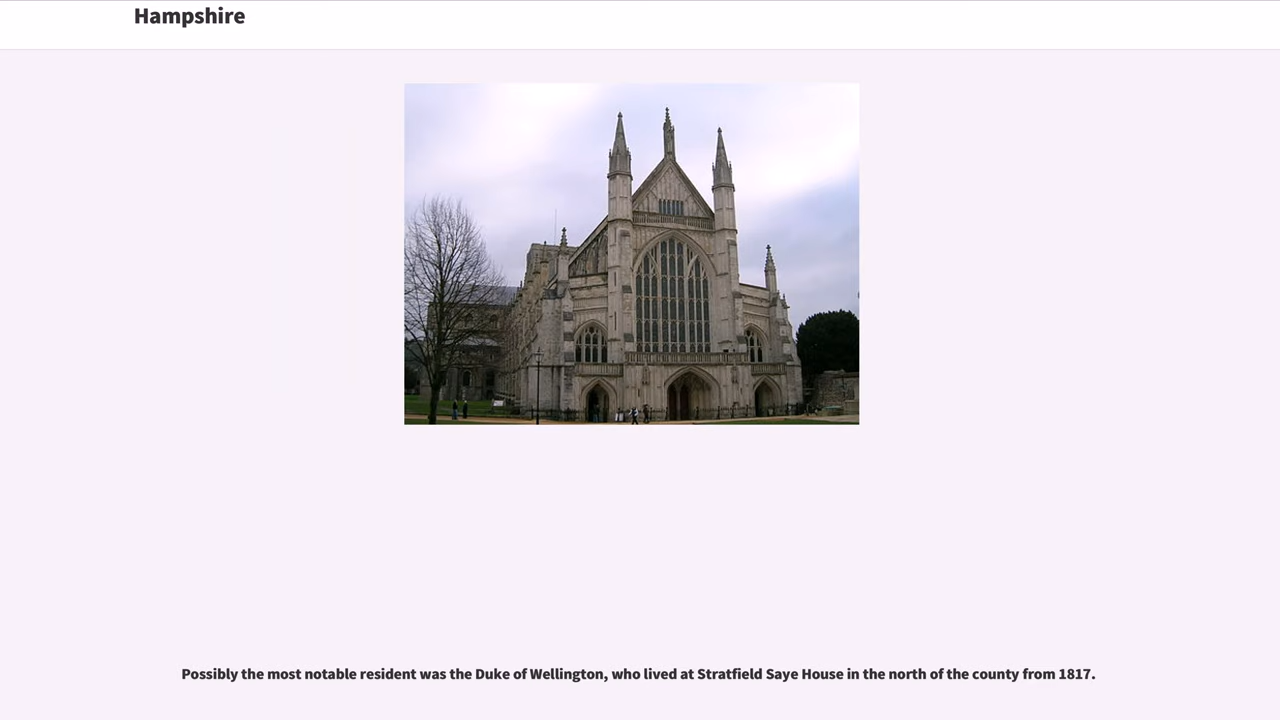 Hampshire
Possibly the most notable resident was the Duke of Wellington, who lived at Stratfield Saye House in the north of the county from 1817.